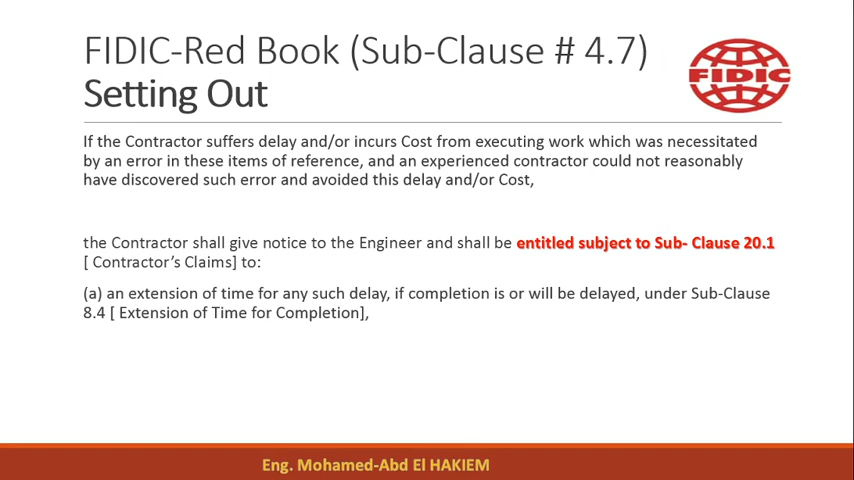 FIDIC-Red Book (Sub-Clause # 4.7)
Setting Out
FIDIC
If the Contractor suffers delay and/or incurs Cost from executing work which was necessitated
by an error in these items of reference, and an experienced contractor could not reasonably
have discovered such error and avoided this delay and/or Cost,
the Contractor shall give notice to the Engineer and shall be entitled subject to Sub- Clause 20.1
[ Contractor’s Claims] to:
(a) an extension of time for any such delay, if completion is or will be delayed, under Sub-Clause
8.4 [ Extension of Time for Completion],
Eng. Mohamed-Abd El HAKIEM